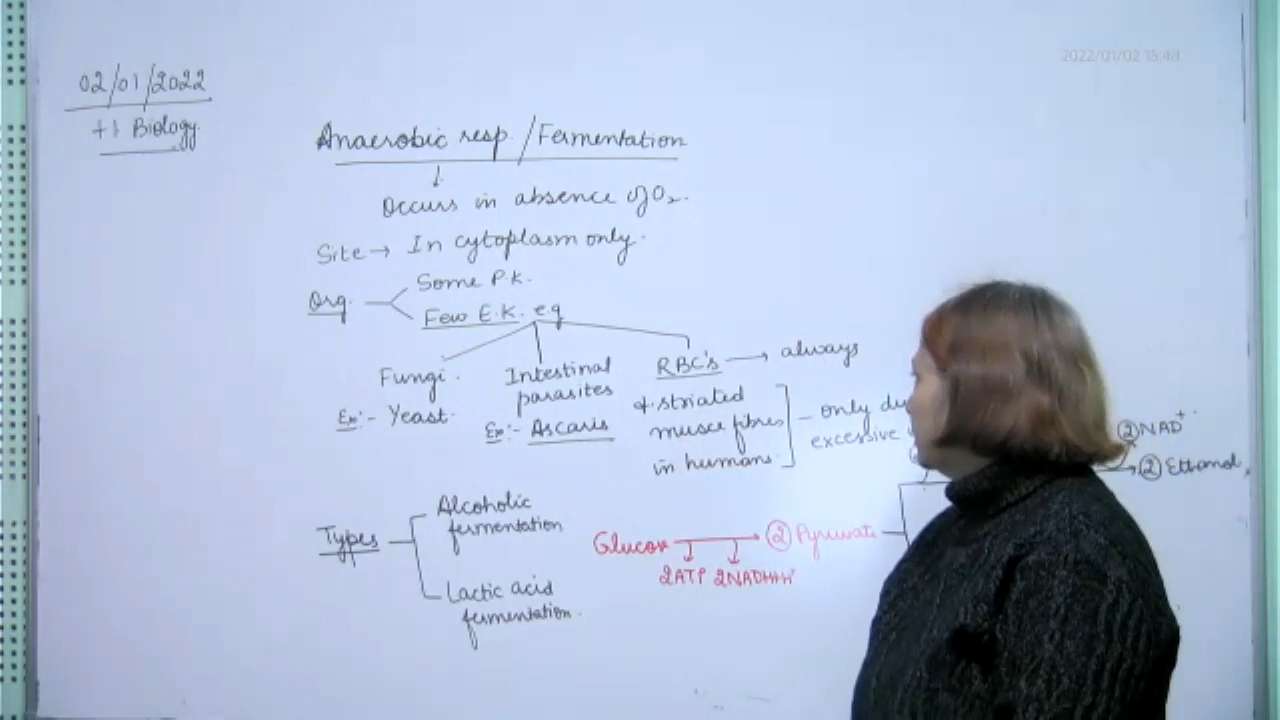 2022/01/02 15:48
02/01/2022
+1 Biology
Anaerobic resp. / Fermentation
↓
Occurs in absence of O₂.
Site → In cytoplasm only.
Org.
Some P.K.
Few E.K. eg
Fungi.
Ex:- Yeast.
Intestinal
parasites
Ex:- Ascaris
RBC's → always
& striated
musce fibres
in humans.
- only du
excessive
② NAD⁺
② Ethanol,
Types
Alcoholic
fermentation
Lactic acid
fermentation.
Glucose → ② Pyruvate
2ATP 2NADHH⁺